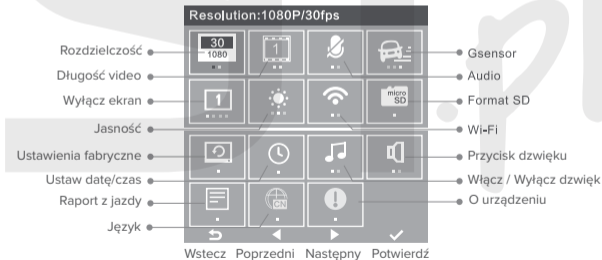 Resolution:1080P/30fps
30
1080
1
micro
SD
1
CN
Rozdzielczość
Długość video
Wyłącz ekran
Jasność
Ustawienia fabryczne
Ustaw datę/czas
Raport z jazdy
Język
Gsensor
Audio
Format SD
Wi-Fi
Przycisk dzwięku
Włącz / Wyłącz dzwięk
O urządzeniu
Wstecz Poprzedni Następny Potwierdź